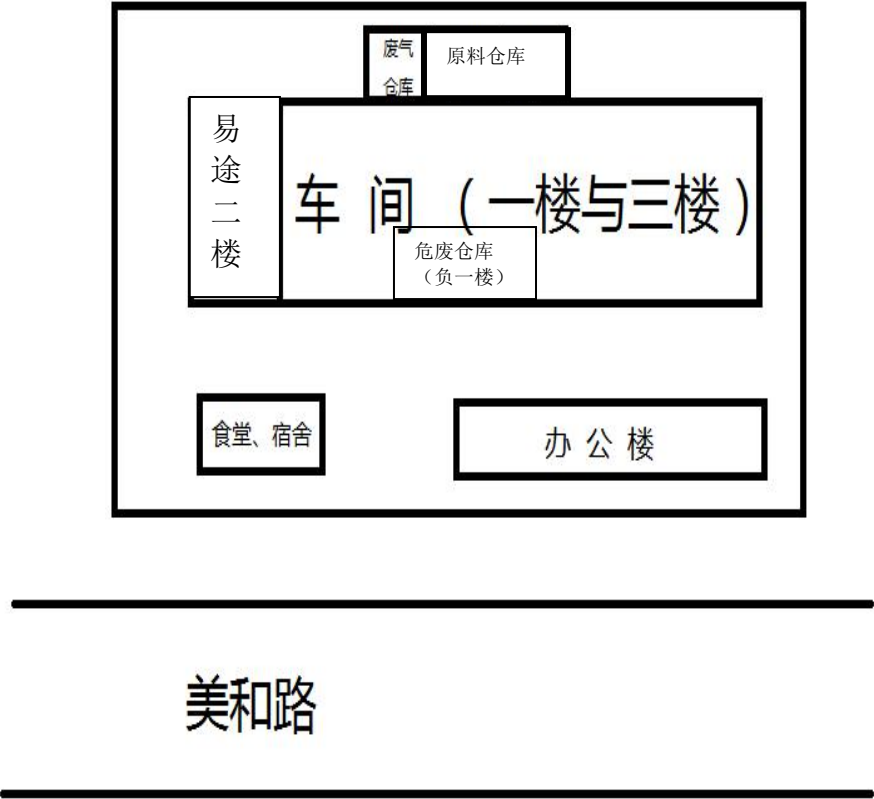 废气
仓库
原料仓库
易
途
二
楼
车 间 （一楼与三楼）
危废仓库
（负一楼）
食堂、宿舍
办 公 楼
美和路